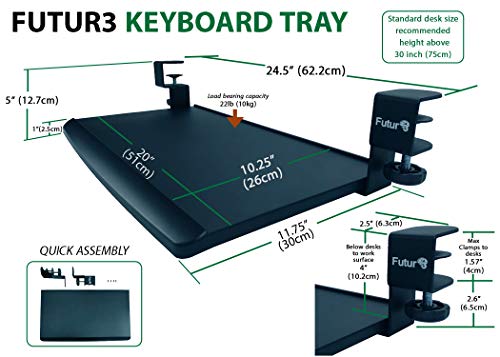 FUTUR3 KEYBOARD TRAY
Standard desk size
recommended
height above
30 inch (75cm)
24.5" (62.2cm)
5" (12.7cm)
Load bearing capacity
22lb (10kg)
1"(2.5cm)
20"
(51cm)
10.25"
(26cm)
11.75"
(30cm)
Futur3
QUICK ASSEMBLY
2.5" (6.3cm)
Below desks
to work
surface
4"
(10.2cm)
Max
Clamps to
desks
1.57"
(4cm)
2.6"
(6.5cm)
Futur3